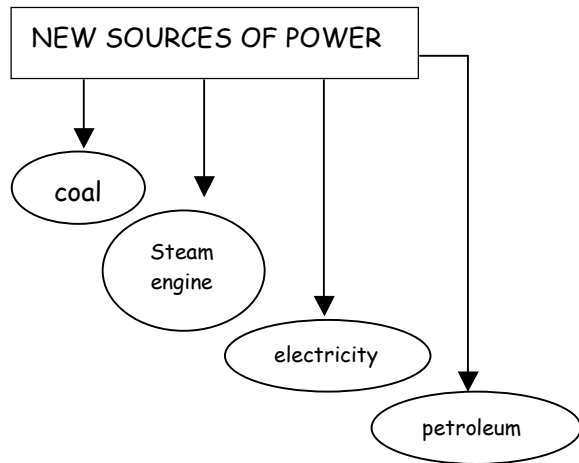 NEW SOURCES OF POWER
coal
Steam
engine
electricity
petroleum